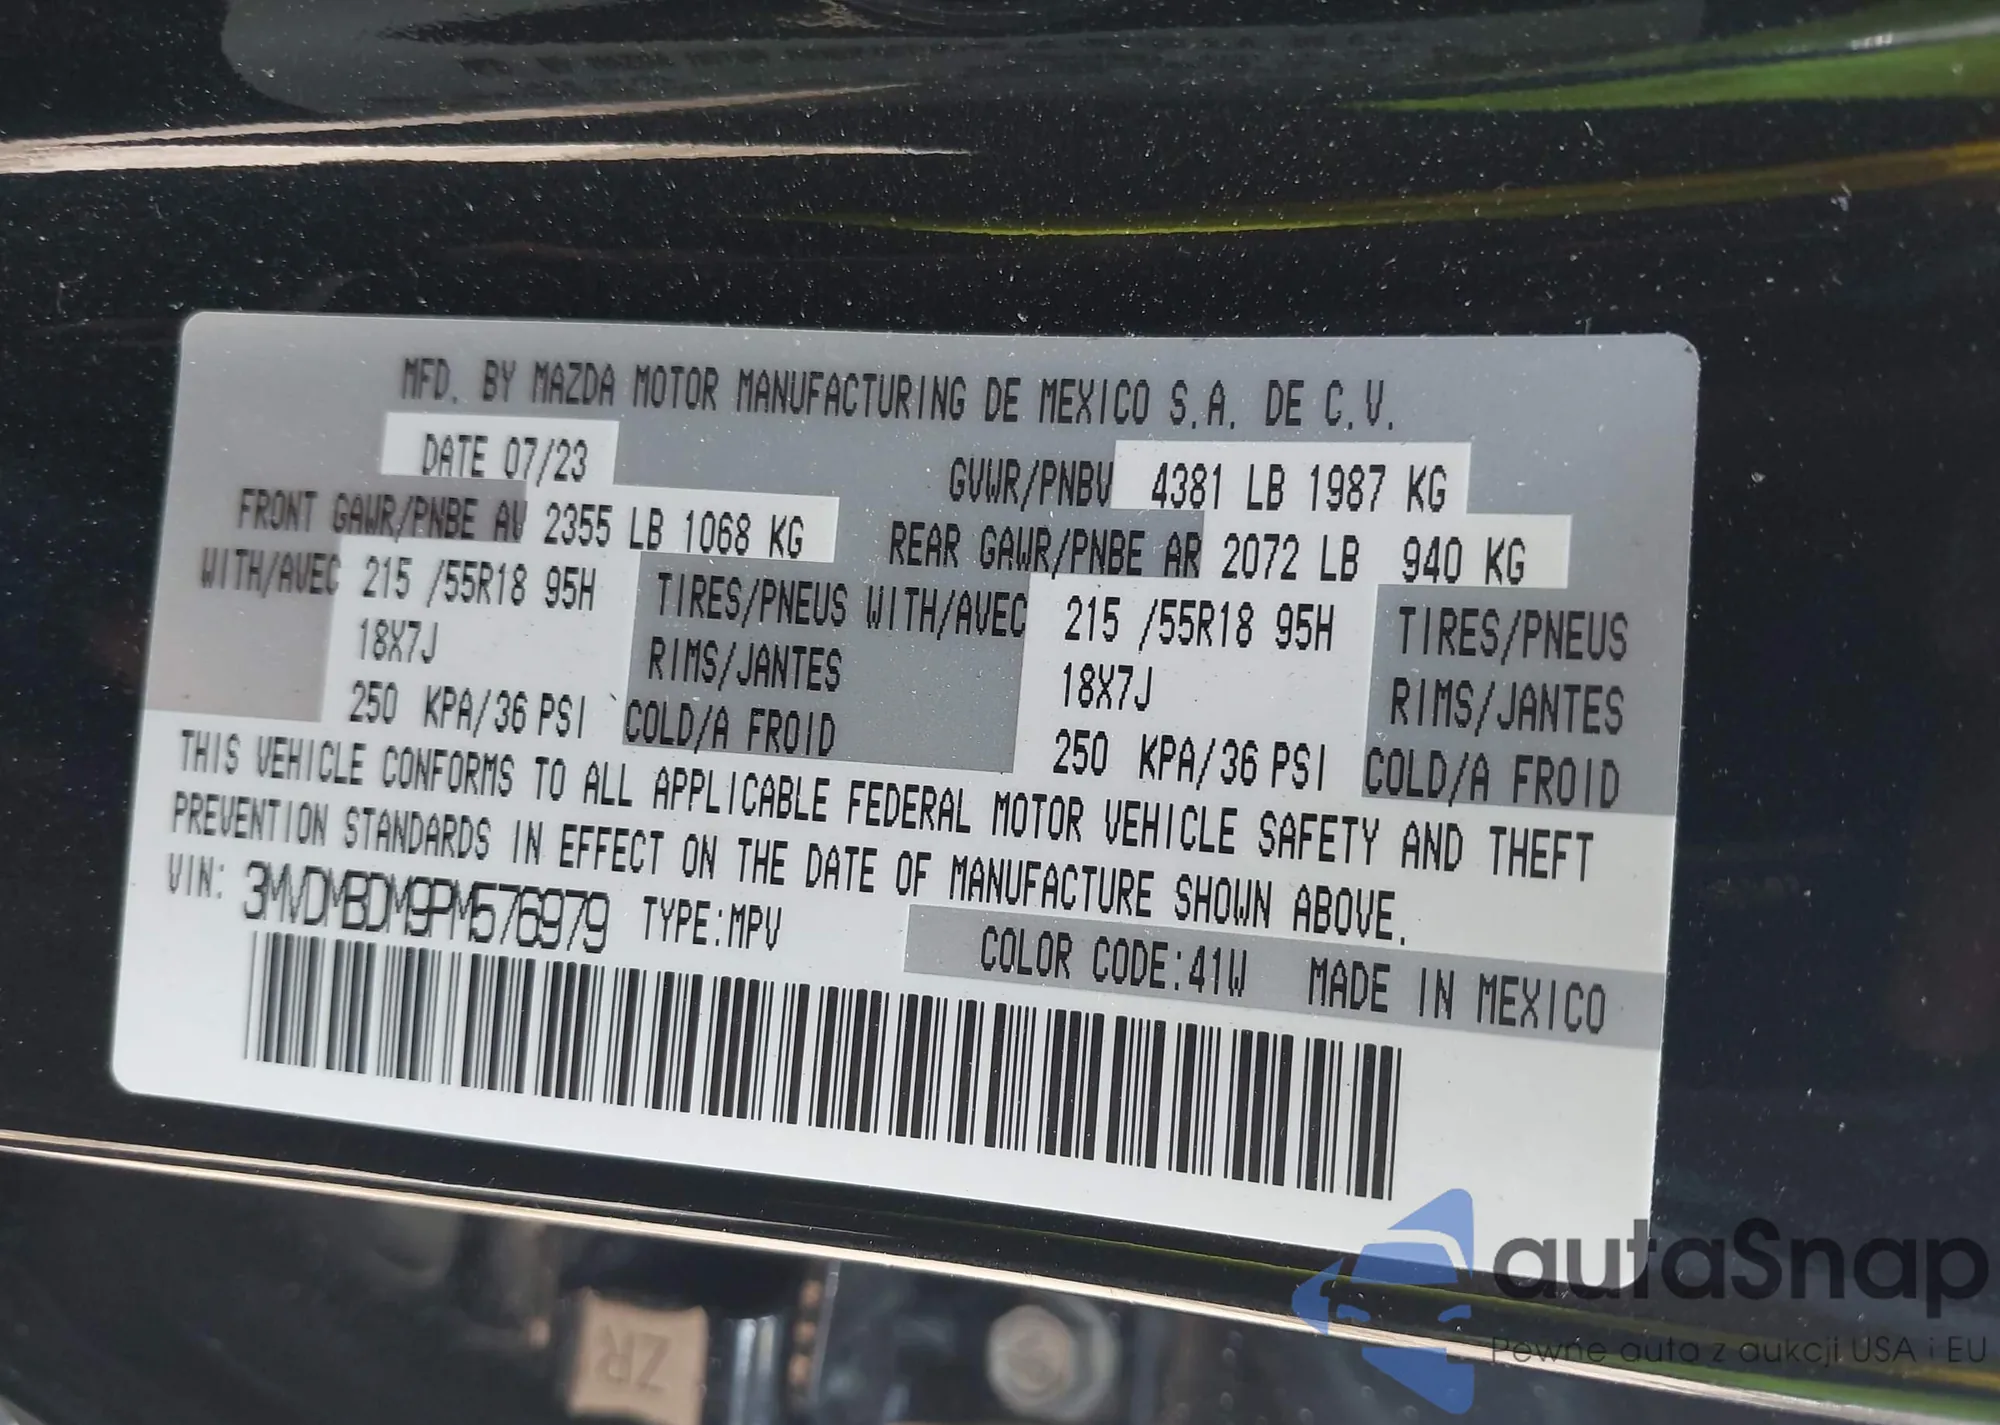 MFD. BY MAZDA MOTOR MANUFACTURING DE MEXICO S.A. DE C.V.
DATE 07/23 GVWR/PNBV 4381 LB 1987 KG
FRONT GAWR/PNBE AV 2355 LB 1068 KG REAR GAWR/PNBE AR 2072 LB 940 KG
WITH/AVEC 215 /55R18 95H TIRES/PNEUS WITH/AVEC 215 /55R18 95H TIRES/PNEUS
18X7J RIMS/JANTES 18X7J RIMS/JANTES
250 KPA/36 PSI COLD/A FROID 250 KPA/36 PSI COLD/A FROID
THIS VEHICLE CONFORMS TO ALL APPLICABLE FEDERAL MOTOR VEHICLE SAFETY AND THEFT
PREVENTION STANDARDS IN EFFECT ON THE DATE OF MANUFACTURE SHOWN ABOVE.
VIN: 3MVDMBDM9PM576979 TYPE:MPV
COLOR CODE:41W MADE IN MEXICO
autaSnap
Pewne auta z aukcji USA i EU
ZR